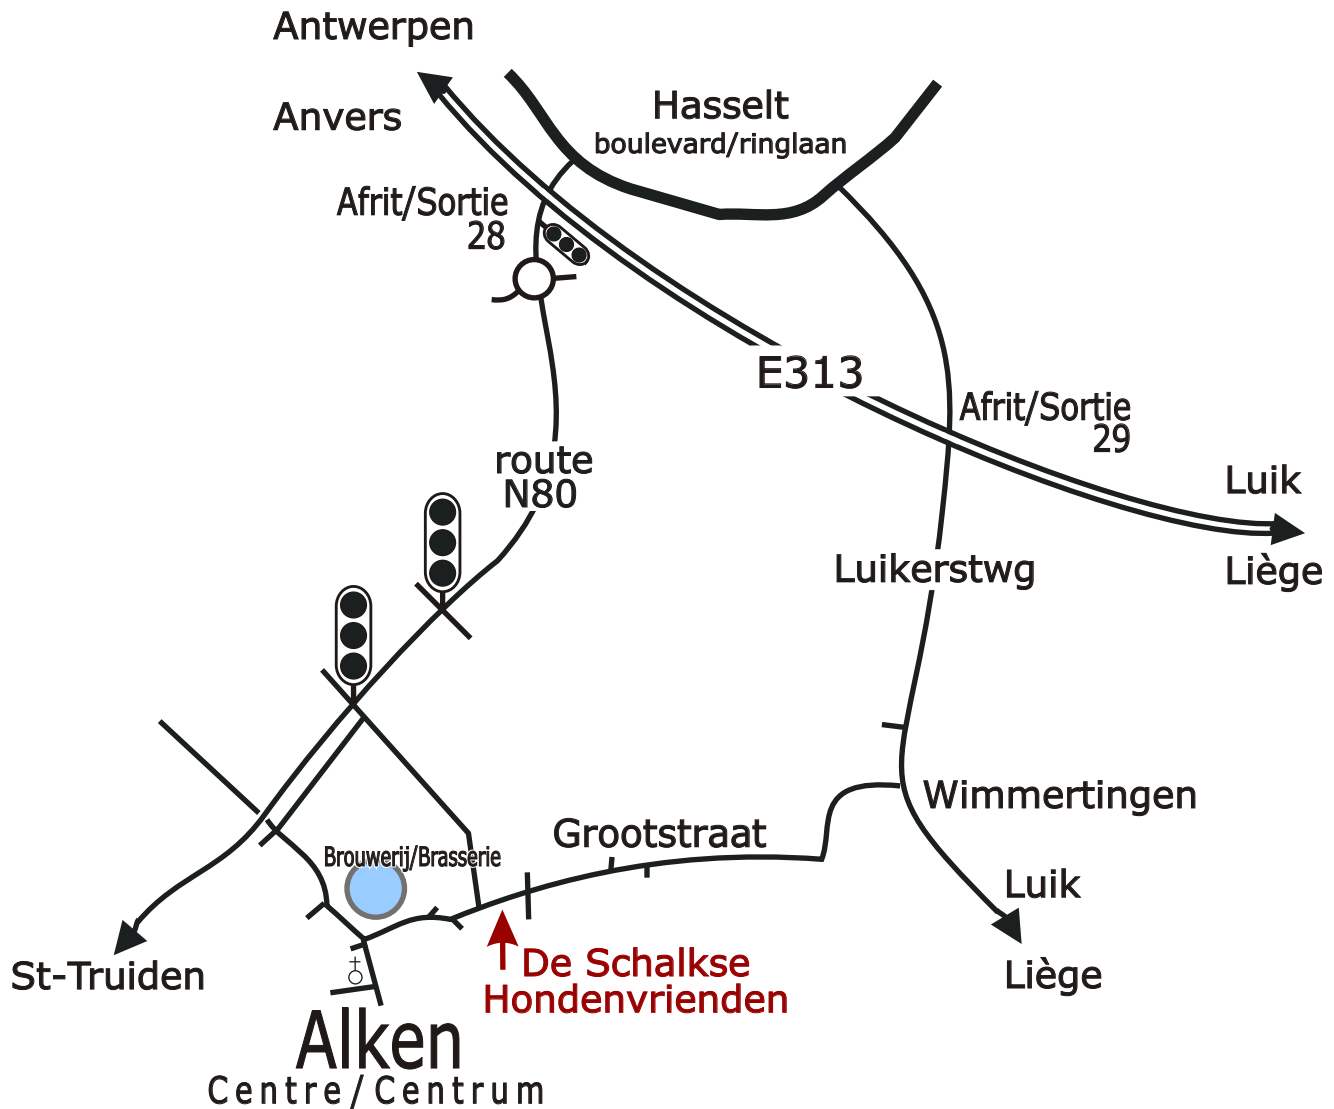 Antwerpen
Anvers
Hasselt
boulevard/ringlaan
Afrit/Sortie
28
E313
Afrit/Sortie
29
route
N80
Luik
Liège
Luikerstwg
Wimmertingen
Grootstraat
Brouwerij/Brasserie
Luik
Liège
De Schalkse
Hondenvrienden
St-Truiden
Alken
Centre/Centrum